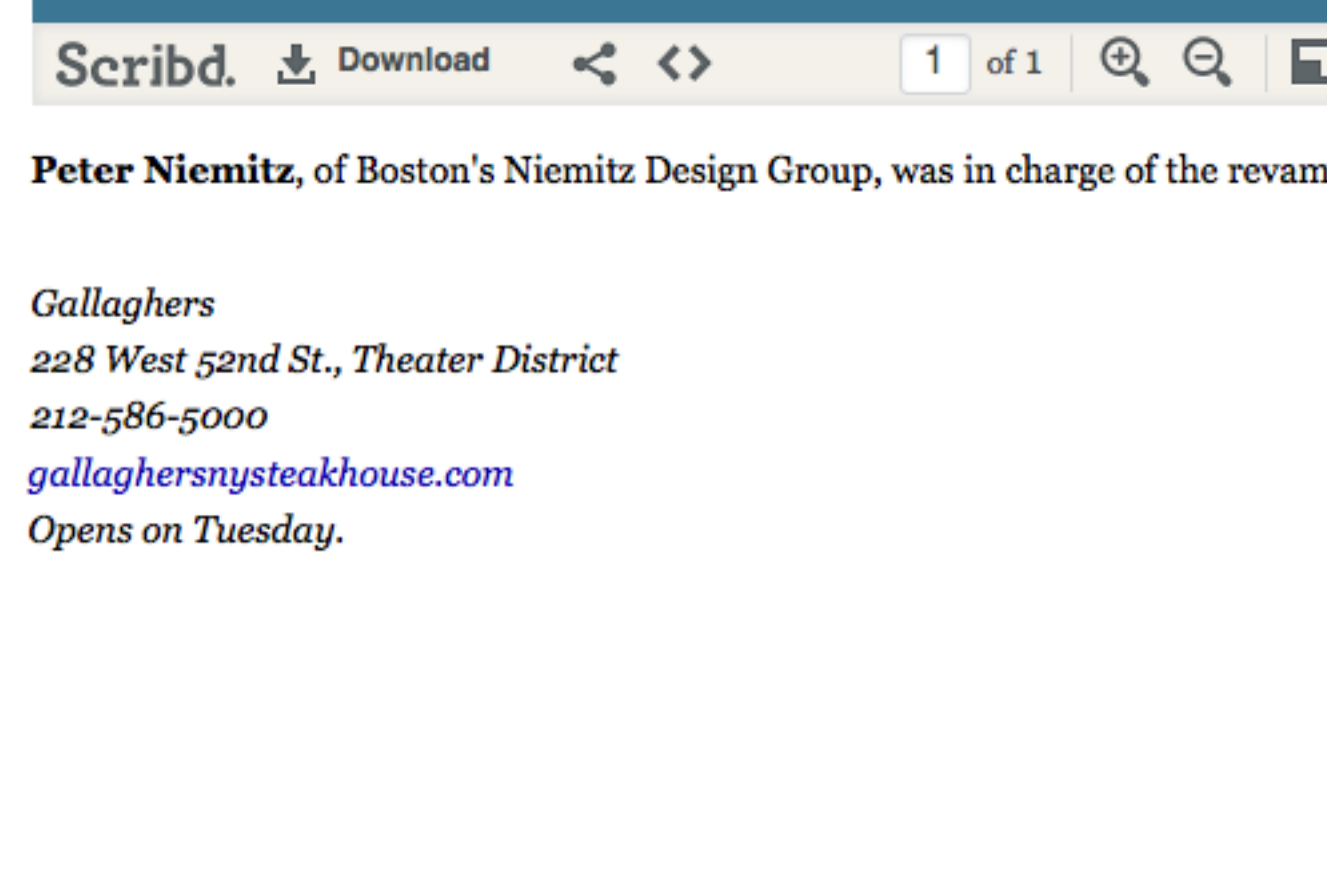 Scribd. Download 1 of 1
Peter Niemitz, of Boston's Niemitz Design Group, was in charge of the revam
Gallaghers
228 West 52nd St., Theater District
212-586-5000
gallaghersnysteakhouse.com
Opens on Tuesday.